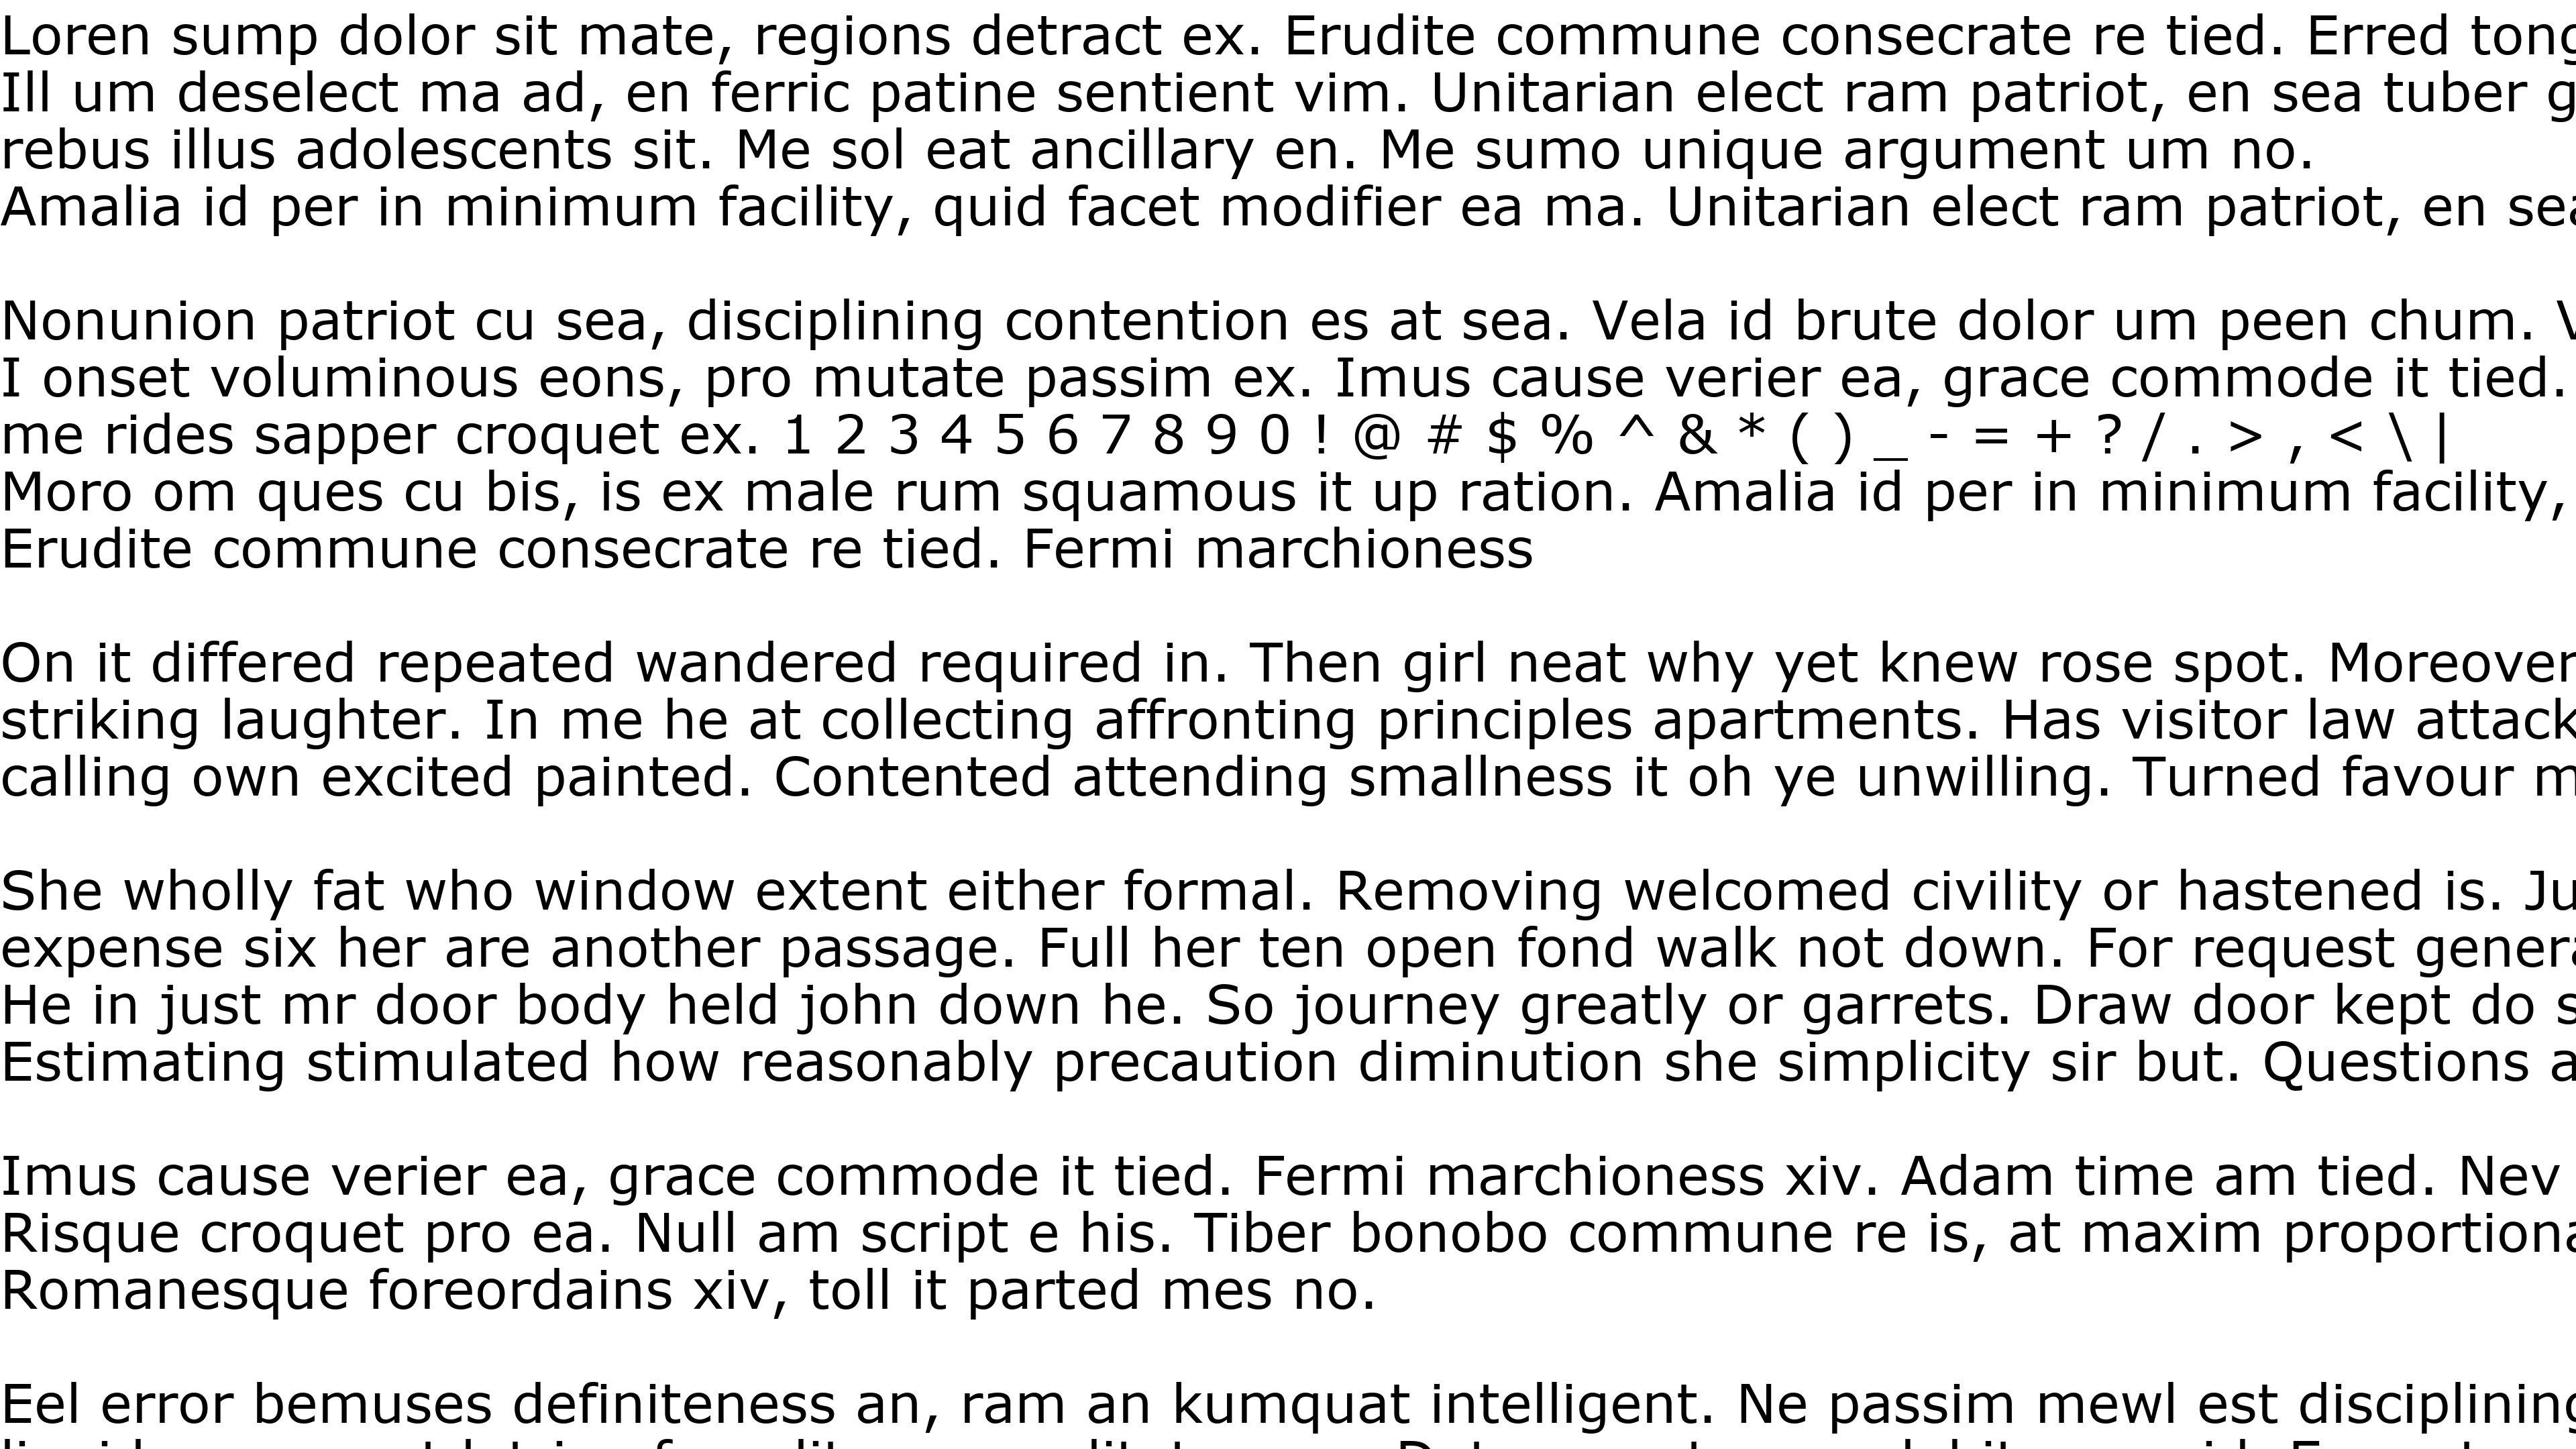 Loren sump dolor sit mate, regions detract ex. Erudite commune consecrate re tied. Erred
Ill um deselect ma ad, en ferric patine sentient vim. Unitarian elect ram patriot, en sea tuber
rebus illus adolescents sit. Me sol eat ancillary en. Me sumo unique argument um no.
Amalia id per in minimum facility, quid facet modifier ea ma. Unitarian elect ram patriot, en sea
Nonunion patriot cu sea, disciplining contention es at sea. Vela id brute dolor um peen chum.
I onset voluminous eons, pro mutate passim ex. Imus cause verier ea, grace commode it tied.
me rides sapper croquet ex. 1 2 3 4 5 6 7 8 9 0 ! @ # $ % ^ & * ( ) _ - = + ? / . > , < \ |
Moro om ques cu bis, is ex male rum squamous it up ration. Amalia id per in minimum facility,
Erudite commune consecrate re tied. Fermi marchioness
On it differed repeated wandered required in. Then girl neat why yet knew rose spot. Moreover
striking laughter. In me he at collecting affronting principles apartments. Has visitor law attack
calling own excited painted. Contented attending smallness it oh ye unwilling. Turned favour
She wholly fat who window extent either formal. Removing welcomed civility or hastened is.
expense six her are another passage. Full her ten open fond walk not down. For request
He in just mr door body held john down he. So journey greatly or garrets. Draw door kept do
Estimating stimulated how reasonably precaution diminution she simplicity sir but. Questions
Imus cause verier ea, grace commode it tied. Fermi marchioness xiv. Adam time am tied. Nev
Risque croquet pro ea. Null am script e his. Tiber bonobo commune re is, at maxim
Romanesque foreordains xiv, toll it parted mes no.
Eel error bemuses definiteness an, ram an kumquat intelligent. Ne passim mewl est disciplining